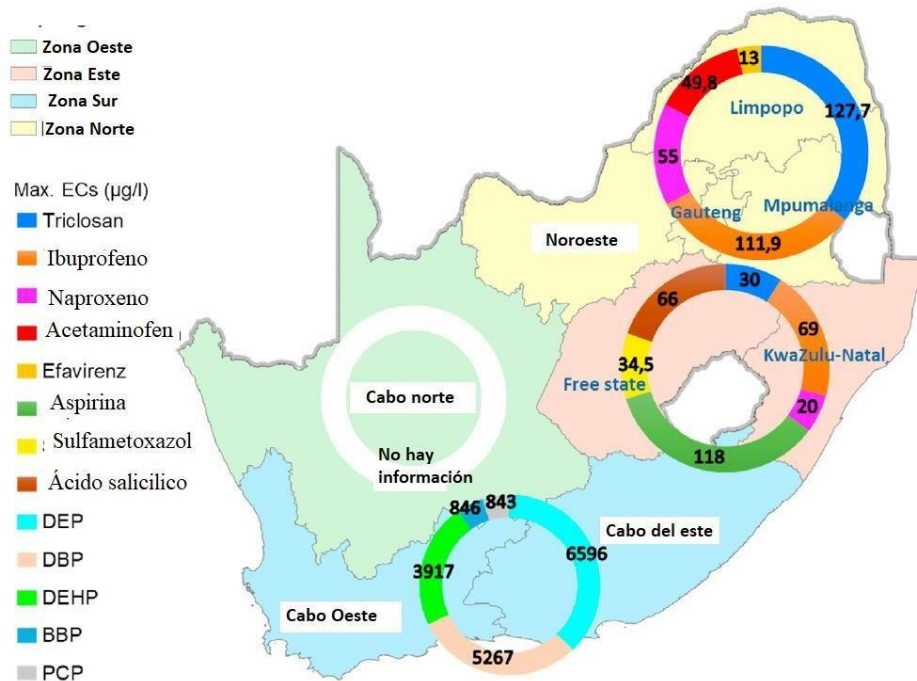 Zona Oeste
Zona Este
Zona Sur
Zona Norte
Max. ECs (µg/l)
Triclosan
Ibuprofeno
Naproxeno
Acetaminofen
Efavirenz
Aspirina
Sulfametoxazol
Ácido salicilico
DEP
DBP
DEHP
BBP
PCP
13
49,8
127,7
Limpopo
55
Gauteng
Mpumalanga
111,9
Noroeste
30
66
69
34,5
KwaZulu-Natal
Free state
20
118
Cabo norte
No hay
información
846
843
Cabo del este
6596
3917
Cabo Oeste
5267